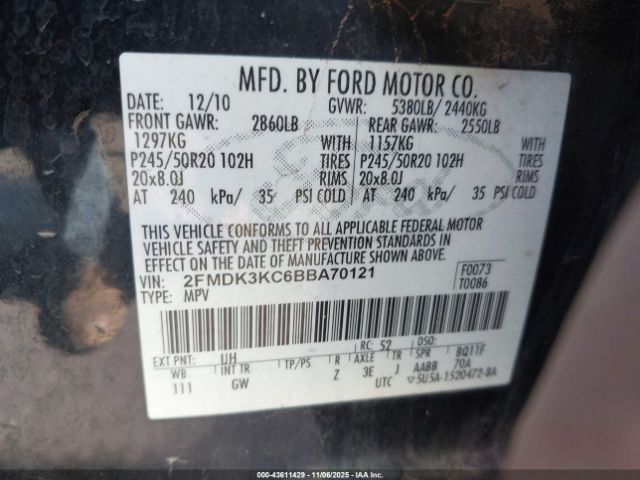 MFD. BY FORD MOTOR CO.
DATE: 12/10 GVWR: 5380LB/ 2440KG
FRONT GAWR: 2860LB REAR GAWR: 2550LB
1297KG WITH 1157KG WITH
P245/50R20 102H TIRES P245/50R20 102H TIRES
20x8.0J RIMS 20x8.0J RIMS
AT 240 kPa/ 35 PSI COLD AT 240 kPa/ 35 PSI COLD
THIS VEHICLE CONFORMS TO ALL APPLICABLE FEDERAL MOTOR
VEHICLE SAFETY AND THEFT PREVENTION STANDARDS IN
EFFECT ON THE DATE OF MANUFACTURE SHOWN ABOVE.
VIN: 2FMDK3KC6BBA70121 F0073
TYPE: MPV T0086
EXT PNT: UH RC: 52 DSO:
WB INT TR TP/PS R AXLE TR SPR BQ11F
111 GW Z 3E J AABB 70A
UTC ▽5U5A-1520472-BA
000-43611429 - 11/06/2025 - IAAI.COM